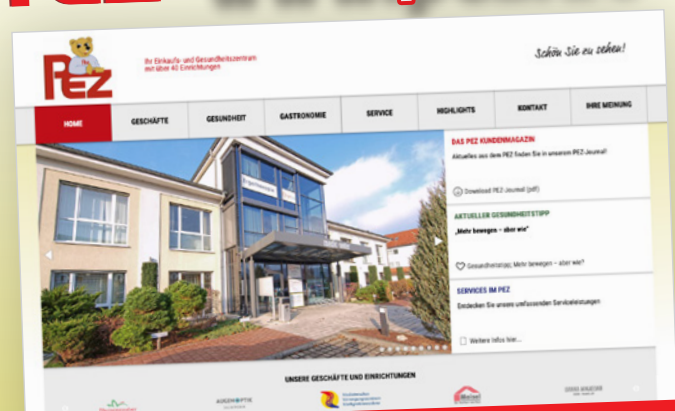 PEZ
Ihr Einkaufs- und Gesundheitszentrum
mit über 40 Einrichtungen
Schön Sie zu sehen!
HOME
GESCHÄFTE
GESUNDHEIT
GASTRONOMIE
SERVICE
HIGHLIGHTS
KONTAKT
IHRE MEINUNG
DAS PEZ KUNDENMAGAZIN
Aktuelles aus dem PEZ finden Sie in unserem PEZ-Journal!
Download PEZ-Journal (pdf)
AKTUELLER GESUNDHEITSTIPP
„Mehr bewegen – aber wie"
Gesundheitstipp; Mehr bewegen – aber wie?
SERVICES IM PEZ
Entdecken Sie unsere umfassenden Serviceleistungen
Weitere Infos hier...
UNSERE GESCHÄFTE UND EINRICHTUNGEN